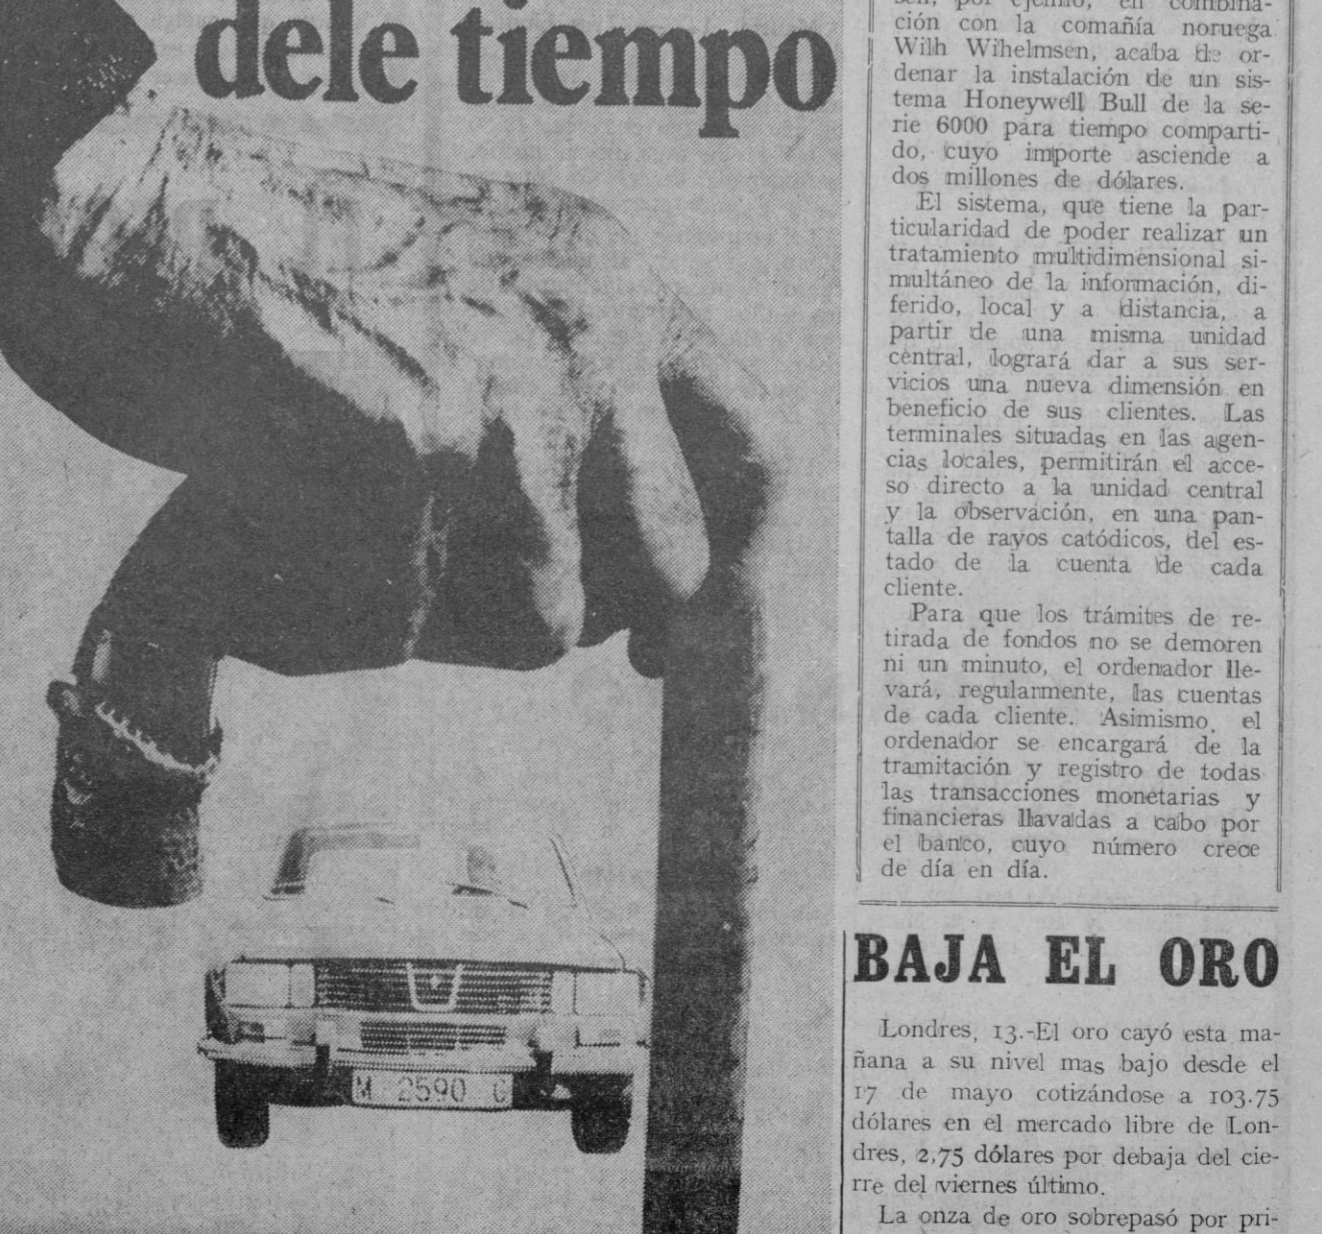 dele tiempo
M 2590 C
sen, por ejemlo, en combina-
ción con la comañía noruega
Wilh Wihelmsen, acaba de or-
denar la instalación de un sis-
tema Honeywell Bull de la se-
rie 6000 para tiempo comparti-
do, cuyo importe asciende a
dos millones de dólares.
El sistema, que tiene la par-
ticularidad de poder realizar un
tratamiento multidimensional si-
multáneo de la información, di-
ferido, local y a distancia, a
partir de una misma unidad
central, logrará dar a sus ser-
vicios una nueva dimensión en
beneficio de sus clientes. Las
terminales situadas en las agen-
cias locales, permitirán el acce-
so directo a la unidad central
y la observación, en una pan-
talla de rayos catódicos, del es-
tado de la cuenta de cada
cliente.
Para que los trámites de re-
tirada de fondos no se demoren
ni un minuto, el ordenador lle-
vará, regularmente, las cuentas
de cada cliente. Asimismo, el
ordenador se encargará de la
tramitación y registro de todas
las transacciones monetarias y
financieras llavadas a cabo por
el banco, cuyo número crece
de día en día.
BAJA EL ORO
Londres, 13.-El oro cayó esta ma-
ñana a su nivel mas bajo desde el
17 de mayo cotizándose a 103.75
dólares en el mercado libre de Lon-
dres, 2,75 dólares por debaja del cie-
rre del viernes último.
La onza de oro sobrepasó por pri-